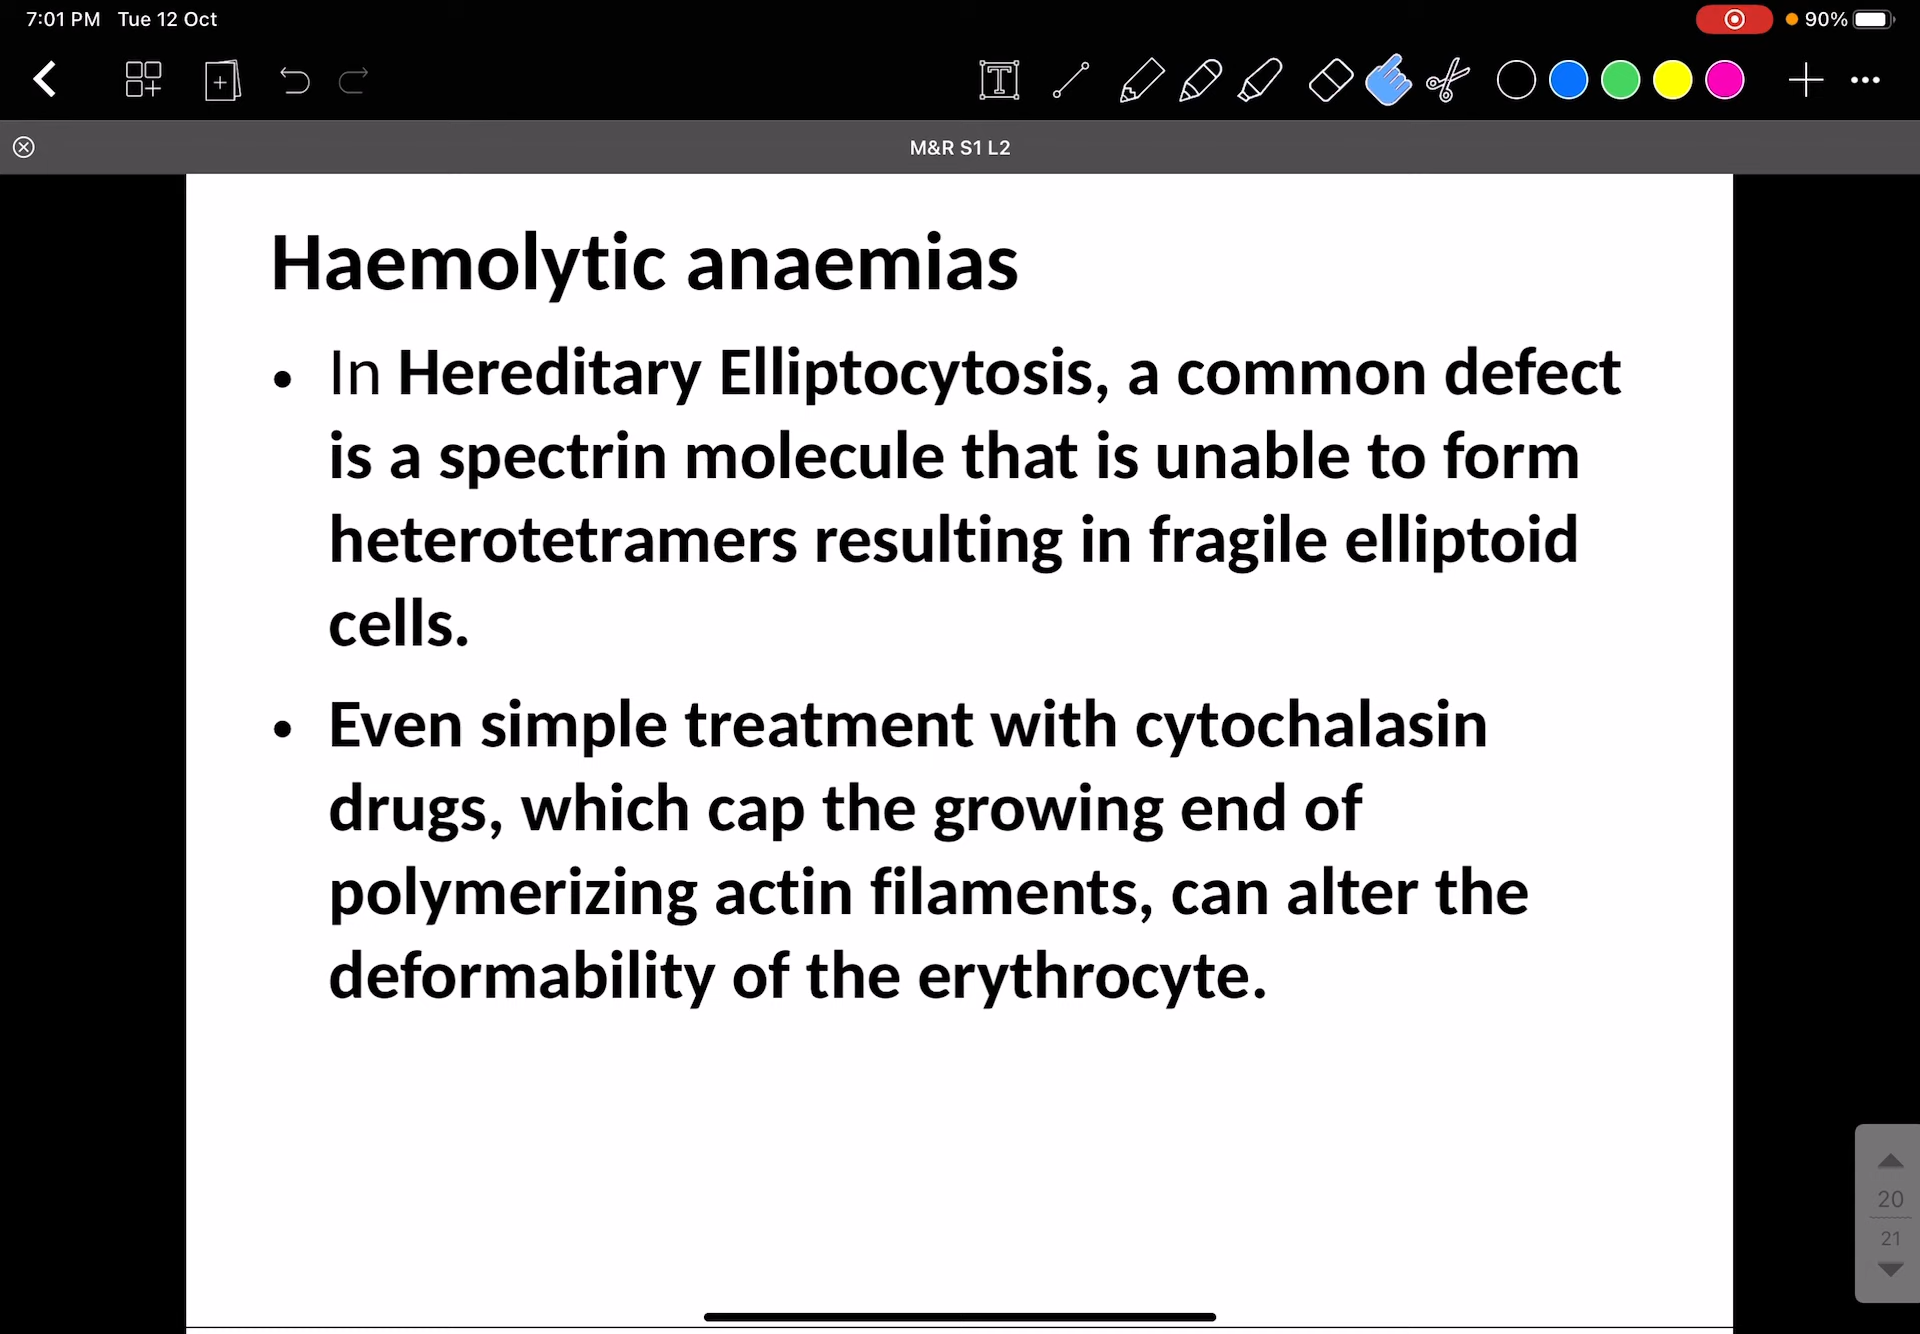 7:01 PM Tue 12 Oct
90%
T
M&R S1 L2
Haemolytic anaemias
• In Hereditary Elliptocytosis, a common defect
is a spectrin molecule that is unable to form
heterotetramers resulting in fragile elliptoid
cells.
• Even simple treatment with cytochalasin
drugs, which cap the growing end of
polymerizing actin filaments, can alter the
deformability of the erythrocyte.
20
21